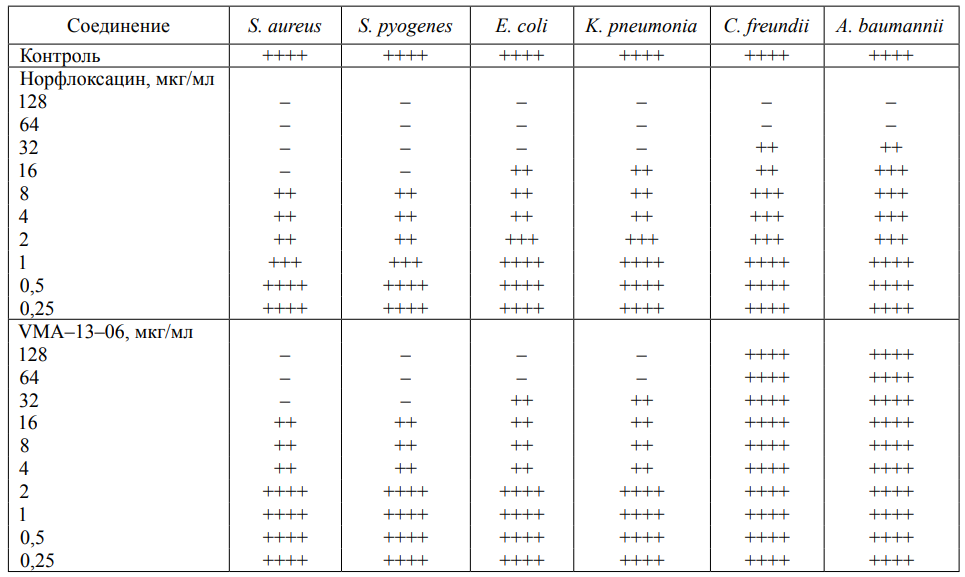 Соединение S. aureus S. pyogenes E. coli K. pneumonia C. freundii A. baumannii
Контроль ++++ ++++ ++++ ++++ ++++ ++++
Норфлоксацин, мкг/мл
128 – – – – – –
64 – – – – – –
32 – – – – ++ ++
16 – – ++ ++ ++ +++
8 ++ ++ ++ ++ +++ +++
4 ++ ++ ++ ++ +++ +++
2 ++ ++ +++ +++ +++ +++
1 +++ +++ ++++ ++++ ++++ ++++
0,5 ++++ ++++ ++++ ++++ ++++ ++++
0,25 ++++ ++++ ++++ ++++ ++++ ++++
VMA–13–06, мкг/мл
128 – – – – ++++ ++++
64 – – – – ++++ ++++
32 – – ++ ++ ++++ ++++
16 ++ ++ ++ ++ ++++ ++++
8 ++ ++ ++ ++ ++++ ++++
4 ++ ++ ++ ++ ++++ ++++
2 ++++ ++++ ++++ ++++ ++++ ++++
1 ++++ ++++ ++++ ++++ ++++ ++++
0,5 ++++ ++++ ++++ ++++ ++++ ++++
0,25 ++++ ++++ ++++ ++++ ++++ ++++